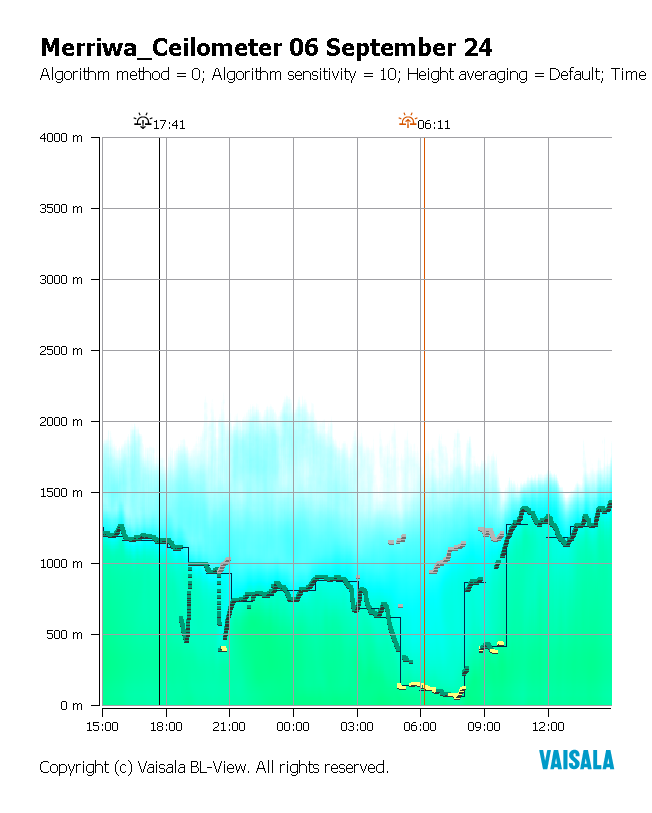 Merriwa_Ceilometer 06 September 24
Algorithm method = 0; Algorithm sensitivity = 10; Height averaging = Default; Time
17:41
06:11
4000 m
3500 m
3000 m
2500 m
2000 m
1500 m
1000 m
500 m
0 m
15:00 18:00 21:00 00:00 03:00 06:00 09:00 12:00
VAISALA
Copyright (c) Vaisala BL-View. All rights reserved.